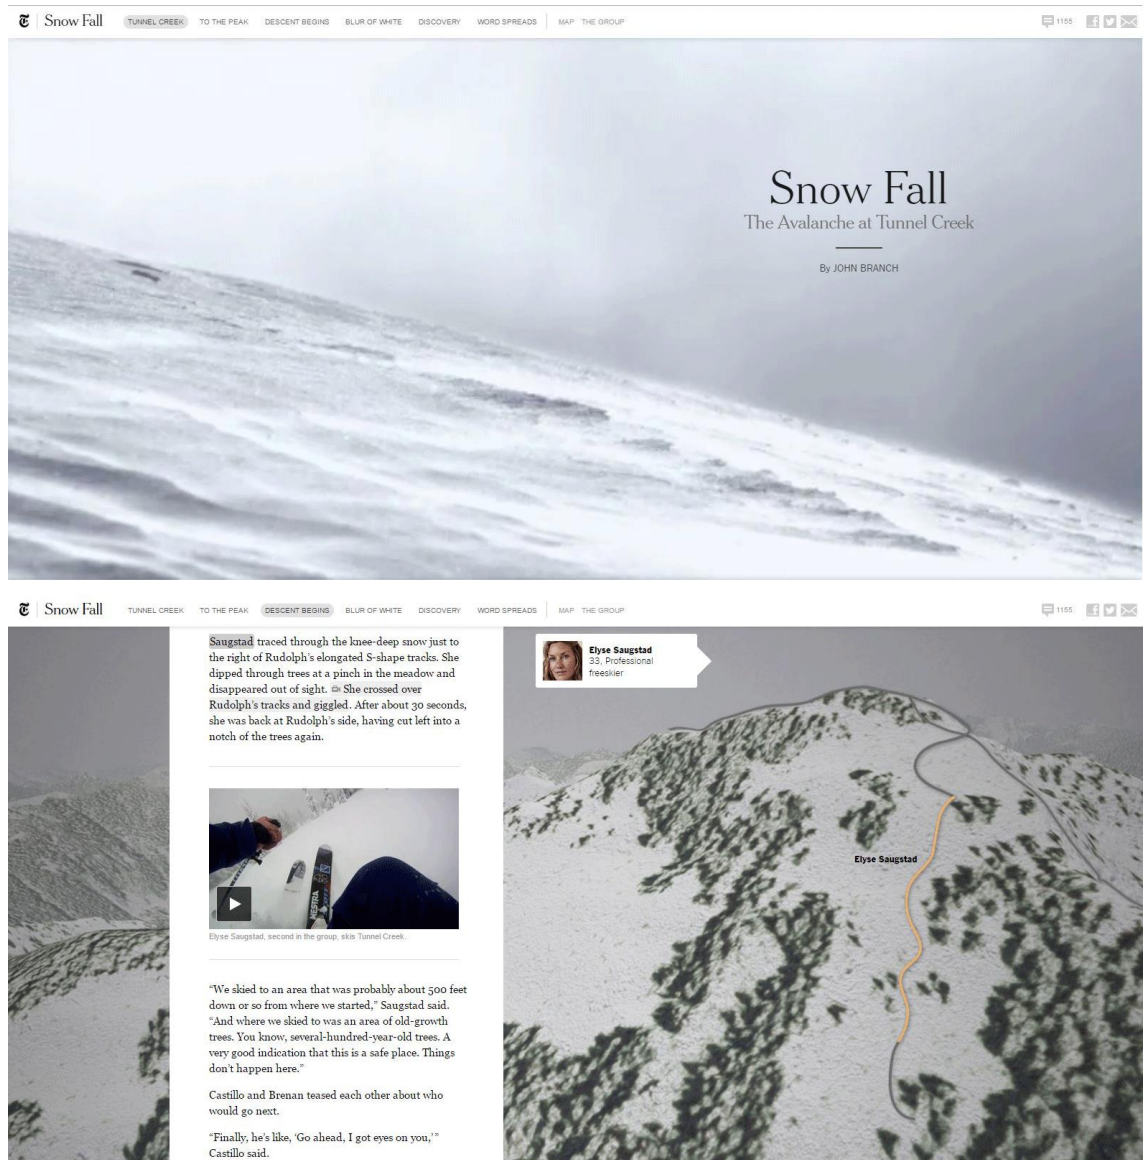 Snow Fall
TUNNEL CREEK
TO THE PEAK
DESCENT BEGINS
BLUR OF WHITE
DISCOVERY
WORD SPREADS
MAP
THE GROUP
1155
Snow Fall
The Avalanche at Tunnel Creek
By JOHN BRANCH
Snow Fall
TUNNEL CREEK
TO THE PEAK
DESCENT BEGINS
BLUR OF WHITE
DISCOVERY
WORD SPREADS
MAP
THE GROUP
1155
Saugstad traced through the knee-deep snow just to
the right of Rudolph’s elongated S-shape tracks. She
dipped through trees at a pinch in the meadow and
disappeared out of sight. She crossed over
Rudolph’s tracks and giggled. After about 30 seconds,
she was back at Rudolph’s side, having cut left into a
notch of the trees again.
NESTRA
Elyse Saugstad, second in the group, skis Tunnel Creek.
“We skied to an area that was probably about 500 feet
down or so from where we started,” Saugstad said.
“And where we skied to was an area of old-growth
trees. You know, several-hundred-year-old trees. A
very good indication that this is a safe place. Things
don’t happen here.”
Castillo and Brenan teased each other about who
would go next.
“Finally, he’s like, ‘Go ahead, I got eyes on you,’ ”
Castillo said.
Elyse Saugstad
33, Professional
freeskier
Elyse Saugstad